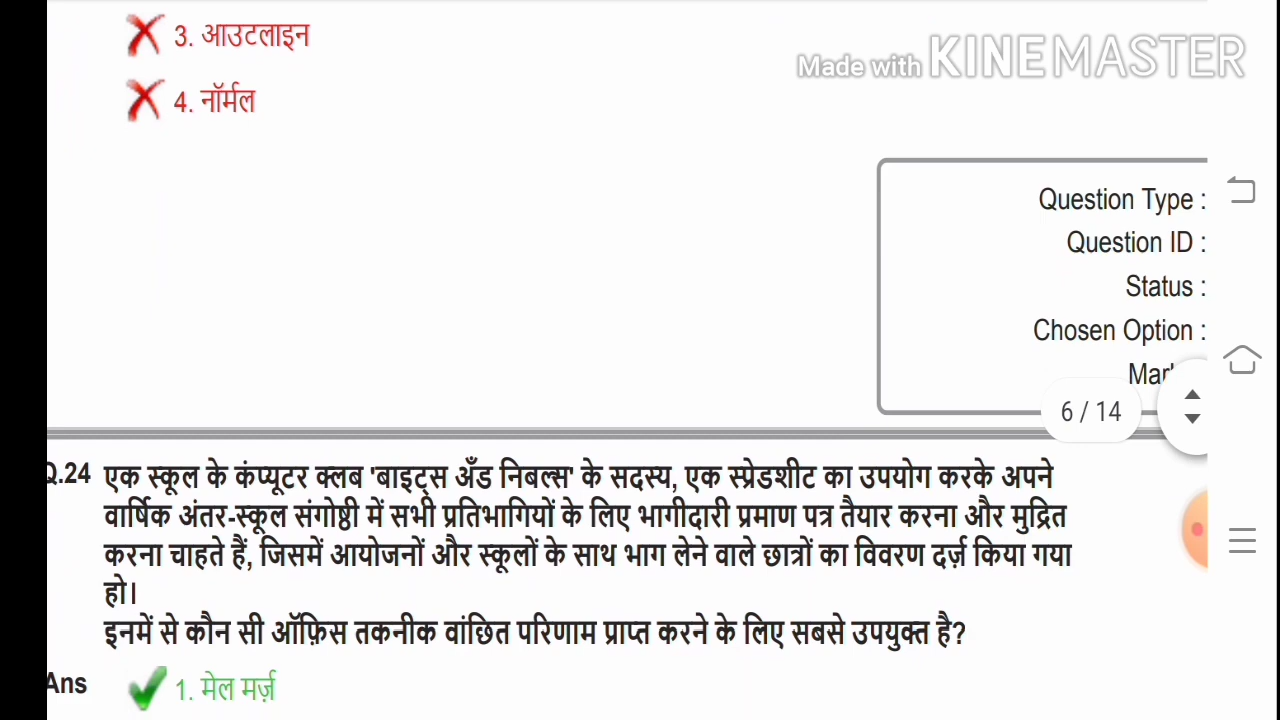 3. आउटलाइन
Made with KINEMASTER
4. नॉर्मल
Question Type :
Question ID :
Status :
Chosen Option :
6 / 14
Q.24 एक स्कूल के कंप्यूटर क्लब 'बाइट्स अँड निबल्स' के सदस्य, एक स्प्रेडशीट का उपयोग करके अपने
वार्षिक अंतर-स्कूल संगोष्ठी में सभी प्रतिभागियों के लिए भागीदारी प्रमाण पत्र तैयार करना और मुद्रित
करना चाहते हैं, जिसमें आयोजनों और स्कूलों के साथ भाग लेने वाले छात्रों का विवरण दर्ज़ किया गया
हो।
इनमें से कौन सी ऑफ़िस तकनीक वांछित परिणाम प्राप्त करने के लिए सबसे उपयुक्त है?
Ans 1. मेल मर्ज़